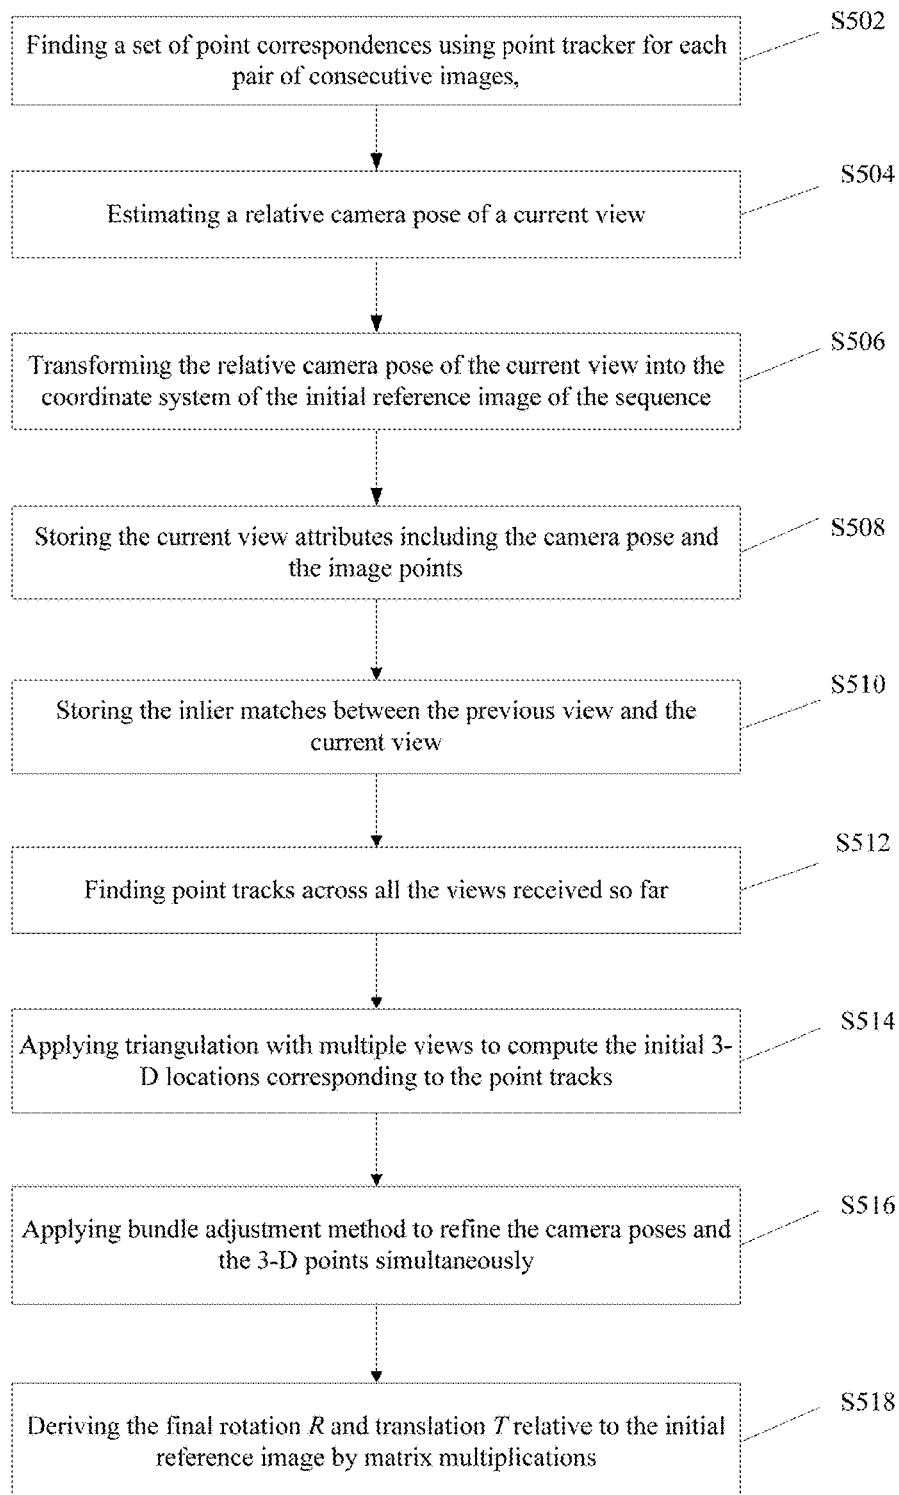 S502
Finding a set of point correspondences using point tracker for each
pair of consecutive images,
S504
Estimating a relative camera pose of a current view
S506
Transforming the relative camera pose of the current view into the
coordinate system of the initial reference image of the sequence
S508
Storing the current view attributes including the camera pose and
the image points
S510
Storing the inlier matches between the previous view and the
current view
S512
Finding point tracks across all the views received so far
S514
Applying triangulation with multiple views to compute the initial 3-
D locations corresponding to the point tracks
S516
Applying bundle adjustment method to refine the camera poses and
the 3-D points simultaneously
S518
Deriving the final rotation R and translation T relative to the initial
reference image by matrix multiplications